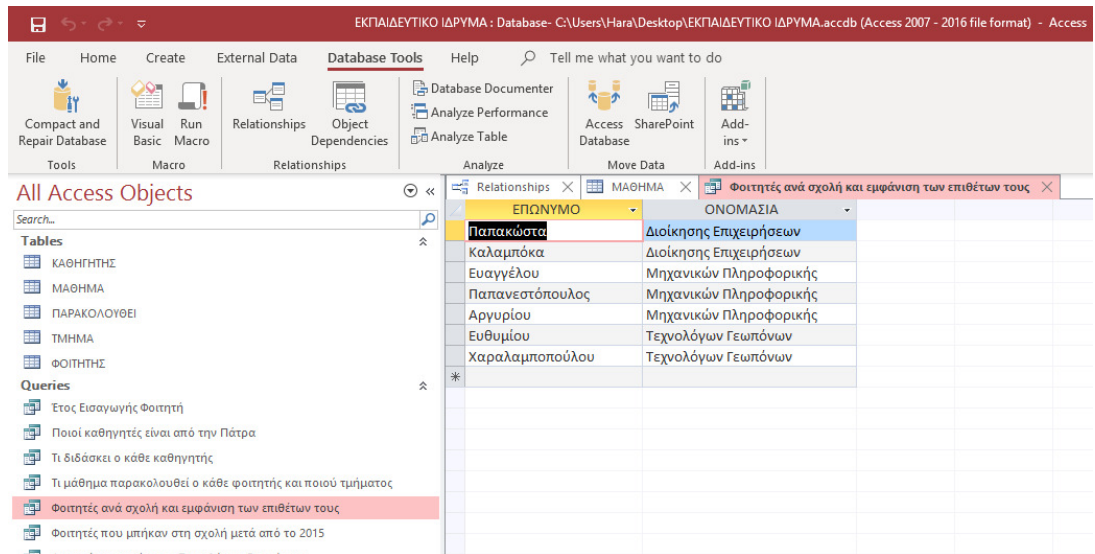 ΕΚΠΑΙΔΕΥΤΙΚΟ ΙΔΡΥΜΑ : Database- C:\Users\Hara\Desktop\ΕΚΠΑΙΔΕΥΤΙΚΟ ΙΔΡΥΜΑ.accdb (Access 2007 - 2016 file format) - Access
File Home Create External Data Database Tools Help Tell me what you want to do
Compact and Repair Database
Visual Basic
Run Macro
Relationships
Object Dependencies
Database Documenter
Analyze Performance
Analyze Table
Access Database
SharePoint
Add-ins
Tools Macro Relationships Analyze Move Data Add-ins
All Access Objects
Search...
Tables
ΚΑΘΗΓΗΤΗΣ
ΜΑΘΗΜΑ
ΠΑΡΑΚΟΛΟΥΘΕΙ
ΤΜΗΜΑ
ΦΟΙΤΗΤΗΣ
Queries
Έτος Εισαγωγής Φοιτητή
Ποιοί καθηγητές είναι από την Πάτρα
Τι διδάσκει ο κάθε καθηγητής
Τι μάθημα παρακολουθεί ο κάθε φοιτητής και ποιού τμήματος
Φοιτητές ανά σχολή και εμφάνιση των επιθέτων τους
Φοιτητές που μπήκαν στη σχολή μετά από το 2015
Relationships ΜΑΘΗΜΑ Φοιτητές ανά σχολή και εμφάνιση των επιθέτων τους
ΕΠΩΝΥΜΟ ΟΝΟΜΑΣΙΑ
Παπακώστα Διοίκησης Επιχειρήσεων
Καλαμπόκα Διοίκησης Επιχειρήσεων
Ευαγγέλου Μηχανικών Πληροφορικής
Παπανεστόπουλος Μηχανικών Πληροφορικής
Αργυρίου Μηχανικών Πληροφορικής
Ευθυμίου Τεχνολόγων Γεωπόνων
Χαραλαμποπούλου Τεχνολόγων Γεωπόνων